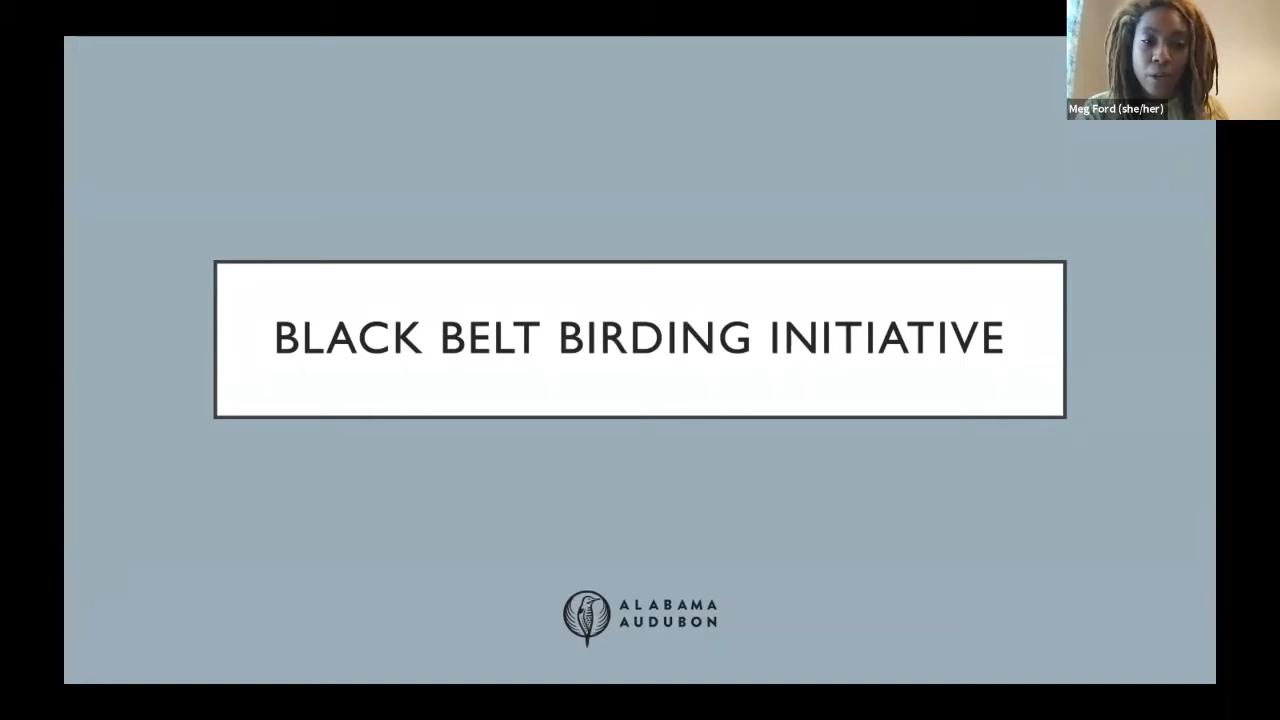 Meg Ford (she/her)
BLACK BELT BIRDING INITIATIVE
ALABAMA
AUDUBON